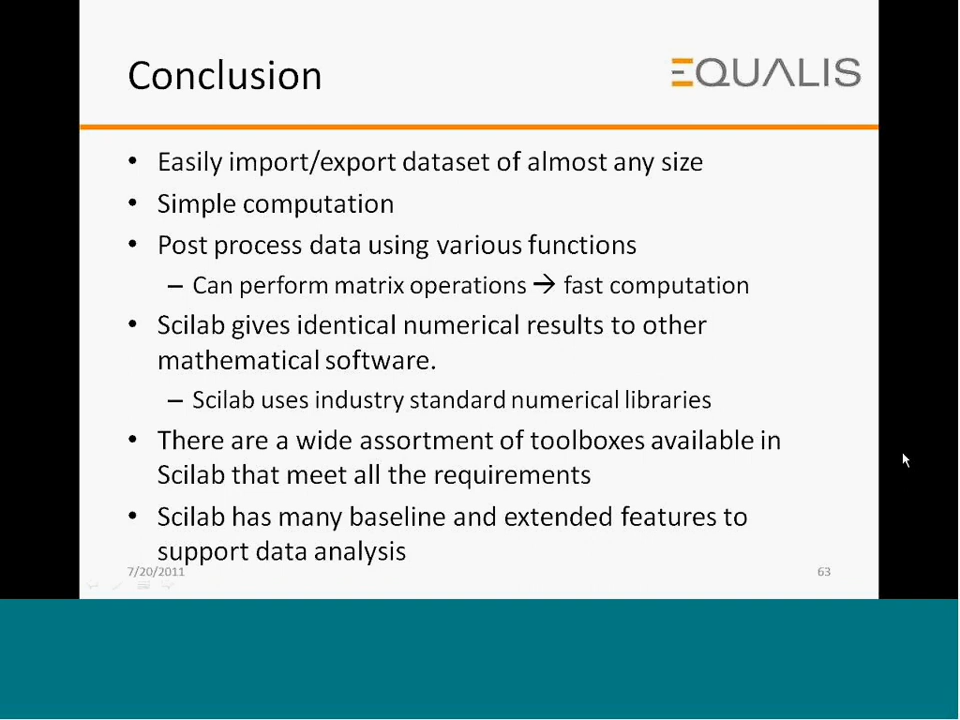 Conclusion
EQUALIS
• Easily import/export dataset of almost any size
• Simple computation
• Post process data using various functions
– Can perform matrix operations → fast computation
• Scilab gives identical numerical results to other
mathematical software.
– Scilab uses industry standard numerical libraries
• There are a wide assortment of toolboxes available in
Scilab that meet all the requirements
• Scilab has many baseline and extended features to
support data analysis
7/20/2011
63